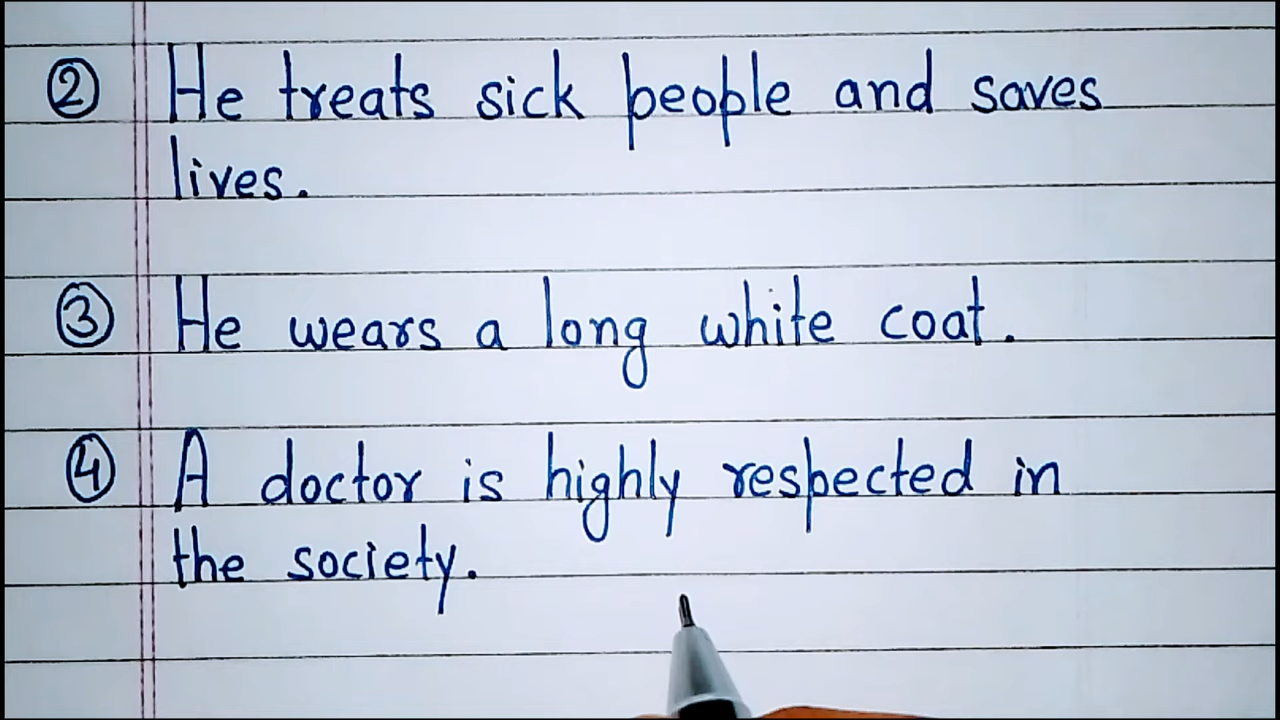 ② He treats sick people and saves
lives.
③ He wears a long white coat.
④ A doctor is highly respected in
the society.